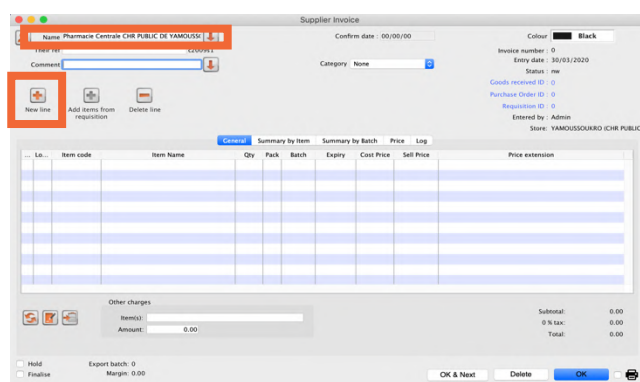 Supplier Invoice
Name Pharmacie Centrale CHR PUBLIC DE YAMOUSS
Confirm date : 00/00/00
Colour Black
Their ref
Invoice number : 0
Comment
Category None
Entry date : 30/03/2020
Status : nw
Goods received ID : 0
Purchase Order ID : 0
Requisition ID : 0
Entered by : Admin
Store: YAMOUSSOUKRO (CHR PUBLIC
New line
Add items from requisition
Delete line
General Summary by Item Summary by Batch Price Log
... Lo... Item code Item Name Qty Pack Batch Expiry Cost Price Sell Price Price extension
Other charges
Item(s):
Amount: 0.00
Subtotal: 0.00
0 % tax: 0.00
Total: 0.00
Hold
Export batch: 0
Finalise
Margin: 0.00
OK & Next Delete OK